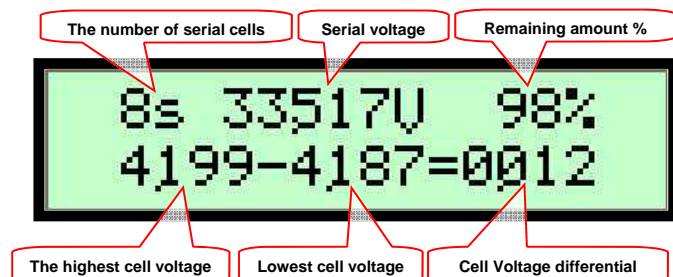 The number of serial cells
Serial voltage
Remaining amount %
8s 33.517V 98%
4.199-4.187=0.012
The highest cell voltage
Lowest cell voltage
Cell Voltage differential